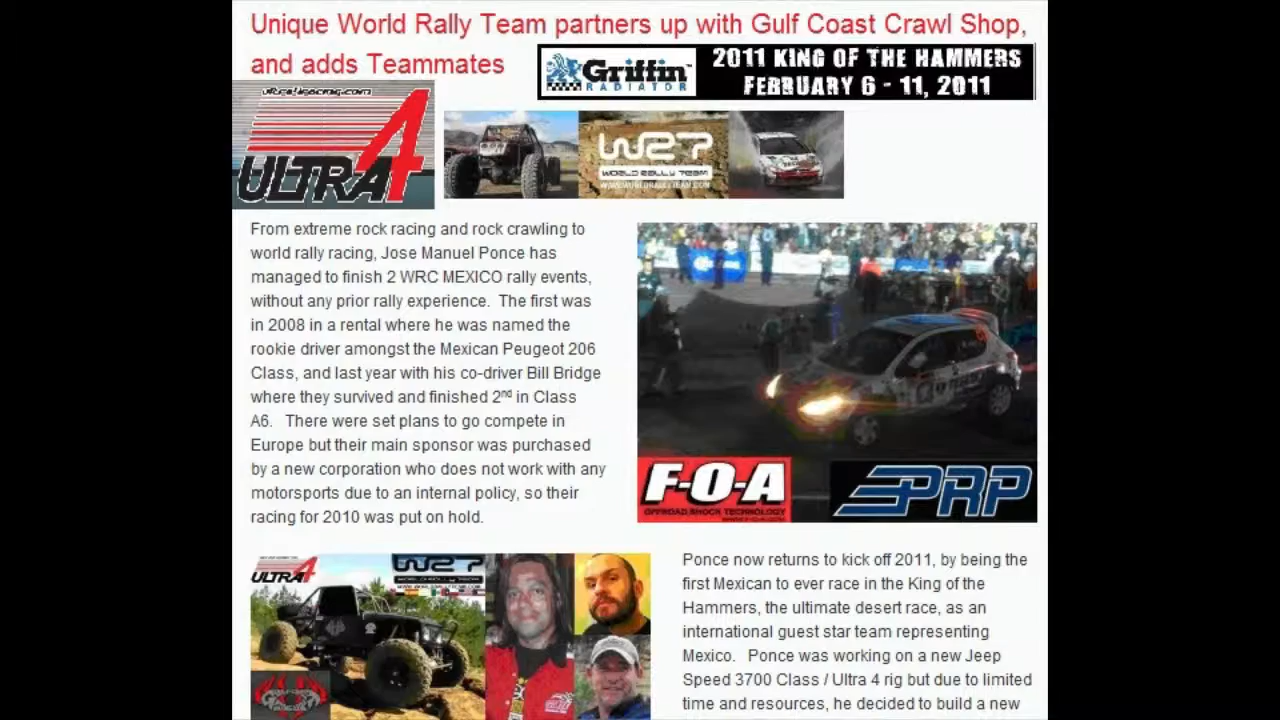 Unique World Rally Team partners up with Gulf Coast Crawl Shop,
and adds Teammates
Griffin™
RADIATOR
2011 KING OF THE HAMMERS
FEBRUARY 6 - 11, 2011
ultra4racing.com
ULTRA4
WORLD RALLY TEAM
WWW.WORLDRALLYTEAM.COM
From extreme rock racing and rock crawling to
world rally racing, Jose Manuel Ponce has
managed to finish 2 WRC MEXICO rally events,
without any prior rally experience. The first was
in 2008 in a rental where he was named the
rookie driver amongst the Mexican Peugeot 206
Class, and last year with his co-driver Bill Bridge
where they survived and finished 2nd in Class
A6. There were set plans to go compete in
Europe but their main sponsor was purchased
by a new corporation who does not work with any
motorsports due to an internal policy, so their
racing for 2010 was put on hold.
F-O-A
OFFROAD SHOCK TECHNOLOGY
PRP
ULTRA4
Ponce now returns to kick off 2011, by being the
first Mexican to ever race in the King of the
Hammers, the ultimate desert race, as an
international guest star team representing
Mexico. Ponce was working on a new Jeep
Speed 3700 Class / Ultra 4 rig but due to limited
time and resources, he decided to build a new